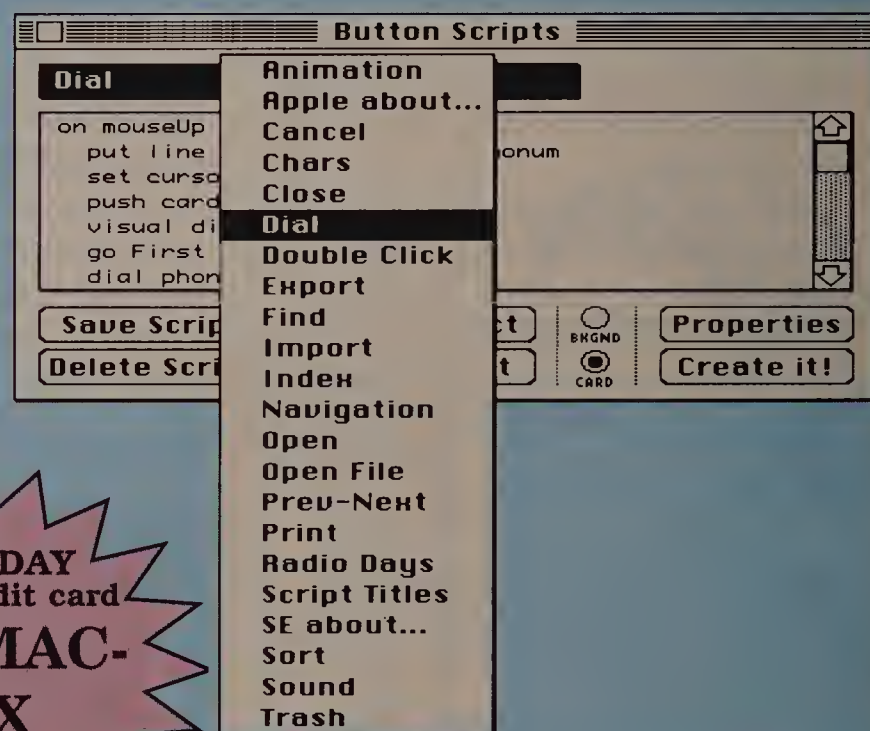 Button Scripts
Dial
on mouseUp
put line onum
set curso
push card
visual di
go First
dial phon
Animation
Apple about...
Cancel
Chars
Close
Dial
Double Click
Export
Find
Import
Index
Navigation
Open
Open File
Prev-Next
Print
Radio Days
Script Titles
SE about...
Sort
Sound
Trash
Save Scrip ct
BKGND
Properties
Delete Scri t
CARD
Create it!
DAY
dit card
MAC-
X